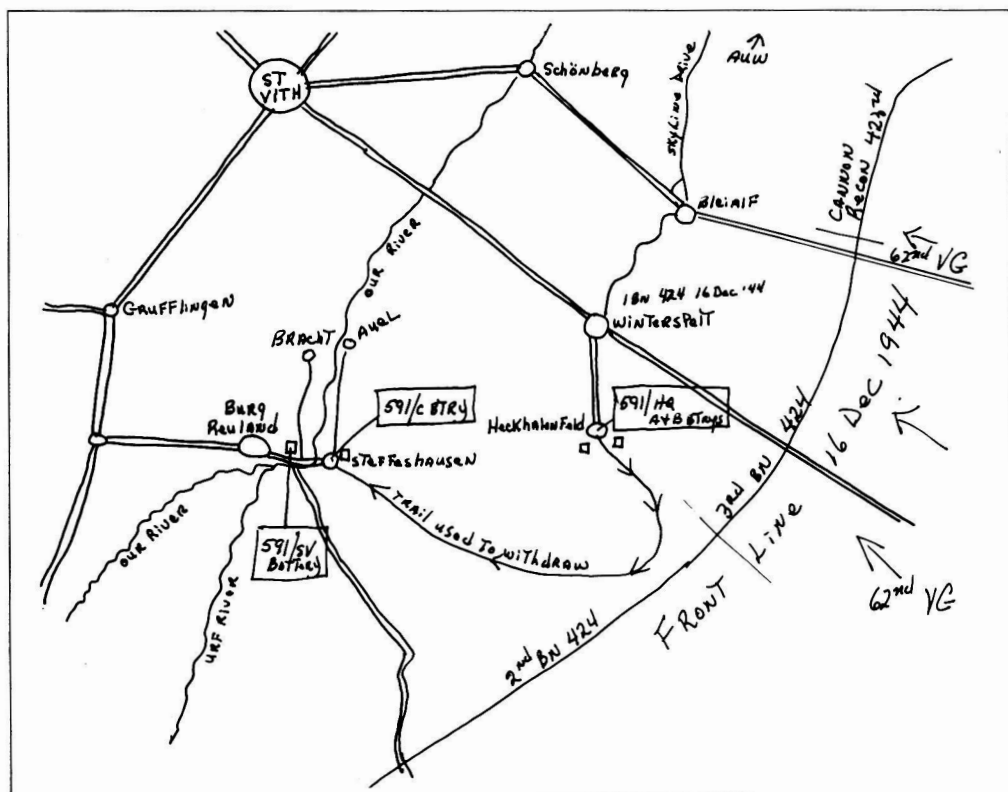 ST
VITH
Schönberg
SkyLine Drive
AUW
BleiAlF
CANNON
Recon 423rd
62nd VG
OUR RIVER
1 BN 424 16 Dec '44
WiNTeRSPelT
GRUFFlingen
BRACHT
AUeL
591/C BTRY
591/HQ
A+B BTRys
HeckhaleNFeld
BURG
Reuland
STeFFeshausen
591/SV
BATTery
TRAIL USed To WiThdRAW
OUR RiveR
URF RIVER
2nd BN 424
3rd BN 424
FRONT LINE
16 Dec 1944
62nd VG